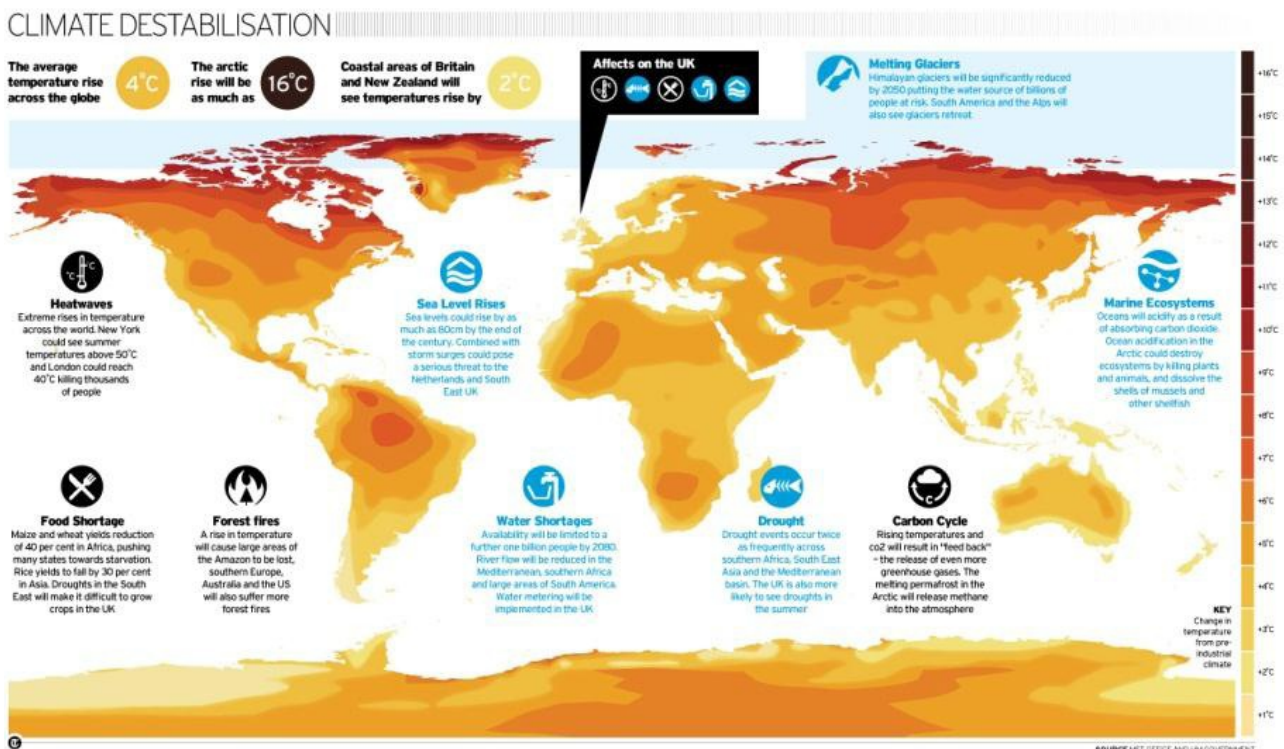 CLIMATE DESTABILISATION
The average
temperature rise
across the globe
4°C
The arctic
rise will be
as much as
16°C
Coastal areas of Britain
and New Zealand will
see temperatures rise by
2°C
Affects on the UK
Melting Glaciers
Himalayan glaciers will be significantly reduced
by 2050 putting the water source of billions of
people at risk. South America and the Alps will
also see glaciers retreat
°C °C
Heatwaves
Extreme rises in temperature
across the world. New York
could see summer
temperatures above 50°C
and London could reach
40°C killing thousands
of people
Sea Level Rises
Sea levels could rise by as
much as 80cm by the end of
the century. Combined with
storm surges could pose
a serious threat to the
Netherlands and South
East UK
Marine Ecosystems
Oceans will acidify as a result
of absorbing carbon dioxide.
Ocean acidification in the
Arctic could destroy
ecosystems by killing plants
and animals, and dissolve the
shells of mussels and
other shellfish
Food Shortage
Maize and wheat yields reduction
of 40 per cent in Africa, pushing
many states towards starvation.
Rice yields to fall by 30 per cent
in Asia. Droughts in the South
East will make it difficult to grow
crops in the UK
Forest fires
A rise in temperature
will cause large areas of
the Amazon to be lost,
southern Europe,
Australia and the US
will also suffer more
forest fires
Water Shortages
Availability will be limited to a
further one billion people by 2080.
River flow will be reduced in the
Mediterranean, southern Africa
and large areas of South America.
Water metering will be
implemented in the UK
Drought
Drought events occur twice
as frequently across
southern Africa, South East
Asia and the Mediterranean
basin. The UK is also more
likely to see droughts in
the summer
C
Carbon Cycle
Rising temperatures and
co2 will result in "feed back"
- the release of even more
greenhouse gases. The
melting permafrost in the
Arctic will release methane
into the atmosphere
KEY
Change in
temperature
from pre-
industrial
climate
+16°C
+15°C
+14°C
+13°C
+12°C
+11°C
+10°C
+9°C
+8°C
+7°C
+6°C
+5°C
+4°C
+3°C
+2°C
+1°C
SOURCE MET OFFICE AND HM GOVERNMENT